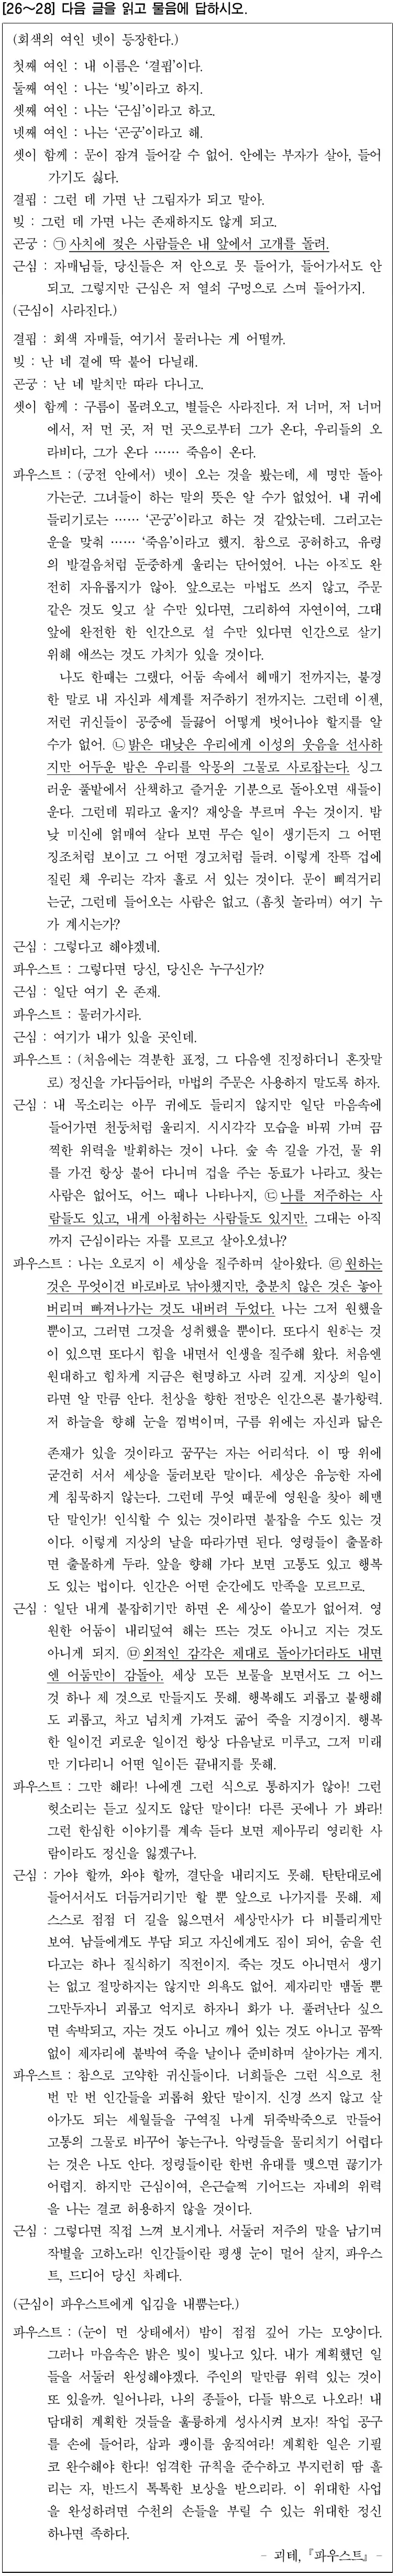 [26～28] 다음 글을 읽고 물음에 답하시오.
(회색의 여인 넷이 등장한다.)
첫째 여인 : 내 이름은 ‘결핍’이다.
둘째 여인 : 나는 ‘빚’이라고 하지.
셋째 여인 : 나는 ‘근심’이라고 하고.
넷째 여인 : 나는 ‘곤궁’이라고 해.
셋이 함께 : 문이 잠겨 들어갈 수 없어. 안에는 부자가 살아, 들어
가기도 싫다.
결핍 : 그런 데 가면 난 그림자가 되고 말아.
빚 : 그런 데 가면 나는 존재하지도 않게 되고.
곤궁 : ㉠ 사치에 젖은 사람들은 내 앞에서 고개를 돌려.
근심 : 자매님들, 당신들은 저 안으로 못 들어가, 들어가서도 안
되고. 그렇지만 근심은 저 열쇠 구멍으로 스며 들어가지.
(근심이 사라진다.)
결핍 : 회색 자매들, 여기서 물러나는 게 어떨까.
빚 : 난 네 곁에 딱 붙어 다닐래.
곤궁 : 난 네 발치만 따라 다니고.
셋이 함께 : 구름이 몰려오고, 별들은 사라진다. 저 너머, 저 너머
에서, 저 먼 곳, 저 먼 곳으로부터 그가 온다, 우리들의 오
라비다, 그가 온다 …… 죽음이 온다.
파우스트 : (궁전 안에서) 넷이 오는 것을 봤는데, 세 명만 돌아
가는군. 그녀들이 하는 말의 뜻은 알 수가 없었어. 내 귀에
들리기로는 …… ‘곤궁’이라고 하는 것 같았는데. 그러고는
운을 맞춰 …… ‘죽음’이라고 했지. 참으로 공허하고, 유령
의 발걸음처럼 둔중하게 울리는 단어였어. 나는 아직도 완
전히 자유롭지가 않아. 앞으로는 마법도 쓰지 않고, 주문
같은 것도 잊고 살 수만 있다면, 그리하여 자연이여, 그대
앞에 완전한 한 인간으로 설 수만 있다면 인간으로 살기
위해 애쓰는 것도 가치가 있을 것이다.
나도 한때는 그랬다, 어둠 속에서 헤매기 전까지는, 불경
한 말로 내 자신과 세계를 저주하기 전까지는. 그런데 이젠,
저런 귀신들이 공중에 들끓어 어떻게 벗어나야 할지를 알
수가 없어. ㉡ 밝은 대낮은 우리에게 이성의 웃음을 선사하
지만 어두운 밤은 우리를 악몽의 그물로 사로잡는다. 싱그
러운 풀밭에서 산책하고 즐거운 기분으로 돌아오면 새들이
운다. 그런데 뭐라고 울지? 재앙을 부르며 우는 것이지. 밤
낮 미신에 얽매여 살다 보면 무슨 일이 생기든지 그 어떤
징조처럼 보이고 그 어떤 경고처럼 들려. 이렇게 잔뜩 겁에
질린 채 우리는 각자 홀로 서 있는 것이다. 문이 삐걱거리
는군, 그런데 들어오는 사람은 없고. (흠칫 놀라며) 여기 누
가 계시는가?
근심 : 그렇다고 해야겠네.
파우스트 : 그렇다면 당신, 당신은 누구신가?
근심 : 일단 여기 온 존재.
파우스트 : 물러가시라.
근심 : 여기가 내가 있을 곳인데.
파우스트 : (처음에는 격분한 표정, 그 다음엔 진정하더니 혼잣말
로) 정신을 가다듬어라, 마법의 주문은 사용하지 말도록 하자.
근심 : 내 목소리는 아무 귀에도 들리지 않지만 일단 마음속에
들어가면 천둥처럼 울리지. 시시각각 모습을 바꿔 가며 끔
찍한 위력을 발휘하는 것이 나다. 숲 속 길을 가건, 물 위
를 가건 항상 붙어 다니며 겁을 주는 동료가 나라고. 찾는
사람은 없어도, 어느 때나 나타나지, ㉢ 나를 저주하는 사
람들도 있고, 내게 아첨하는 사람들도 있지만. 그대는 아직
까지 근심이라는 자를 모르고 살아오셨나?
파우스트 : 나는 오로지 이 세상을 질주하며 살아왔다. ㉣ 원하는
것은 무엇이건 바로바로 낚아챘지만, 충분치 않은 것은 놓아
버리며 빠져나가는 것도 내버려 두었다. 나는 그저 원했을
뿐이고, 그러면 그것을 성취했을 뿐이다. 또다시 원하는 것
이 있으면 또다시 힘을 내면서 인생을 질주해 왔다. 처음엔
원대하고 힘차게 지금은 현명하고 사려 깊게. 지상의 일이
라면 알 만큼 안다. 천상을 향한 전망은 인간으론 불가항력.
저 하늘을 향해 눈을 껌벅이며, 구름 위에는 자신과 닮은
존재가 있을 것이라고 꿈꾸는 자는 어리석다. 이 땅 위에
굳건히 서서 세상을 둘러보란 말이다. 세상은 유능한 자에
게 침묵하지 않는다. 그런데 무엇 때문에 영원을 찾아 헤맨
단 말인가! 인식할 수 있는 것이라면 붙잡을 수도 있는 것
이다. 이렇게 지상의 날을 따라가면 된다. 영령들이 출몰하
면 출몰하게 두라. 앞을 향해 가다 보면 고통도 있고 행복
도 있는 법이다. 인간은 어떤 순간에도 만족을 모르므로.
근심 : 일단 내게 붙잡히기만 하면 온 세상이 쓸모가 없어져. 영
원한 어둠이 내리덮여 해는 뜨는 것도 아니고 지는 것도
아니게 되지. ㉤ 외적인 감각은 제대로 돌아가더라도 내면
엔 어둠만이 감돌아. 세상 모든 보물을 보면서도 그 어느
것 하나 제 것으로 만들지도 못해. 행복해도 괴롭고 불행해
도 괴롭고, 차고 넘치게 가져도 굶어 죽을 지경이지. 행복
한 일이건 괴로운 일이건 항상 다음날로 미루고, 그저 미래
만 기다리니 어떤 일이든 끝내지를 못해.
파우스트 : 그만 해라! 나에겐 그런 식으로 통하지가 않아! 그런
헛소리는 듣고 싶지도 않단 말이다! 다른 곳에나 가 봐라!
그런 한심한 이야기를 계속 듣다 보면 제아무리 영리한 사
람이라도 정신을 잃겠구나.
근심 : 가야 할까, 와야 할까, 결단을 내리지도 못해. 탄탄대로에
들어서서도 더듬거리기만 할 뿐 앞으로 나가지를 못해. 제
스스로 점점 더 길을 잃으면서 세상만사가 다 비틀리게만
보여. 남들에게도 부담 되고 자신에게도 짐이 되어, 숨을 쉰
다고는 하나 질식하기 직전이지. 죽는 것도 아니면서 생기
는 없고 절망하지는 않지만 의욕도 없어. 제자리만 맴돌 뿐
그만두자니 괴롭고 억지로 하자니 화가 나. 풀려난다 싶으
면 속박되고, 자는 것도 아니고 깨어 있는 것도 아니고 꼼짝
없이 제자리에 붙박여 죽을 날이나 준비하며 살아가는 게지.
파우스트 : 참으로 고약한 귀신들이다. 너희들은 그런 식으로 천
번 만 번 인간들을 괴롭혀 왔단 말이지. 신경 쓰지 않고 살
아가도 되는 세월들을 구역질 나게 뒤죽박죽으로 만들어
고통의 그물로 바꾸어 놓는구나. 악령들을 물리치기 어렵다
는 것은 나도 안다. 정령들이란 한번 유대를 맺으면 끊기가
어렵지. 하지만 근심이여, 은근슬쩍 기어드는 자네의 위력
을 나는 결코 허용하지 않을 것이다.
근심 : 그렇다면 직접 느껴 보시게나. 서둘러 저주의 말을 남기며
작별을 고하노라! 인간들이란 평생 눈이 멀어 살지, 파우스
트, 드디어 당신 차례다.
(근심이 파우스트에게 입김을 내뿜는다.)
파우스트 : (눈이 먼 상태에서) 밤이 점점 깊어 가는 모양이다.
그러나 마음속은 밝은 빛이 빛나고 있다. 내가 계획했던 일
들을 서둘러 완성해야겠다. 주인의 말만큼 위력 있는 것이
또 있을까. 일어나라, 나의 종들아, 다들 밖으로 나오라! 내
담대히 계획한 것들을 훌륭하게 성사시켜 보자! 작업 공구
를 손에 들어라, 삽과 괭이를 움직여라! 계획한 일은 기필
코 완수해야 한다! 엄격한 규칙을 준수하고 부지런히 땀 흘
리는 자, 반드시 톡톡한 보상을 받으리라. 이 위대한 사업
을 완성하려면 수천의 손들을 부릴 수 있는 위대한 정신
하나면 족하다.
- 괴테, 『파우스트』 -